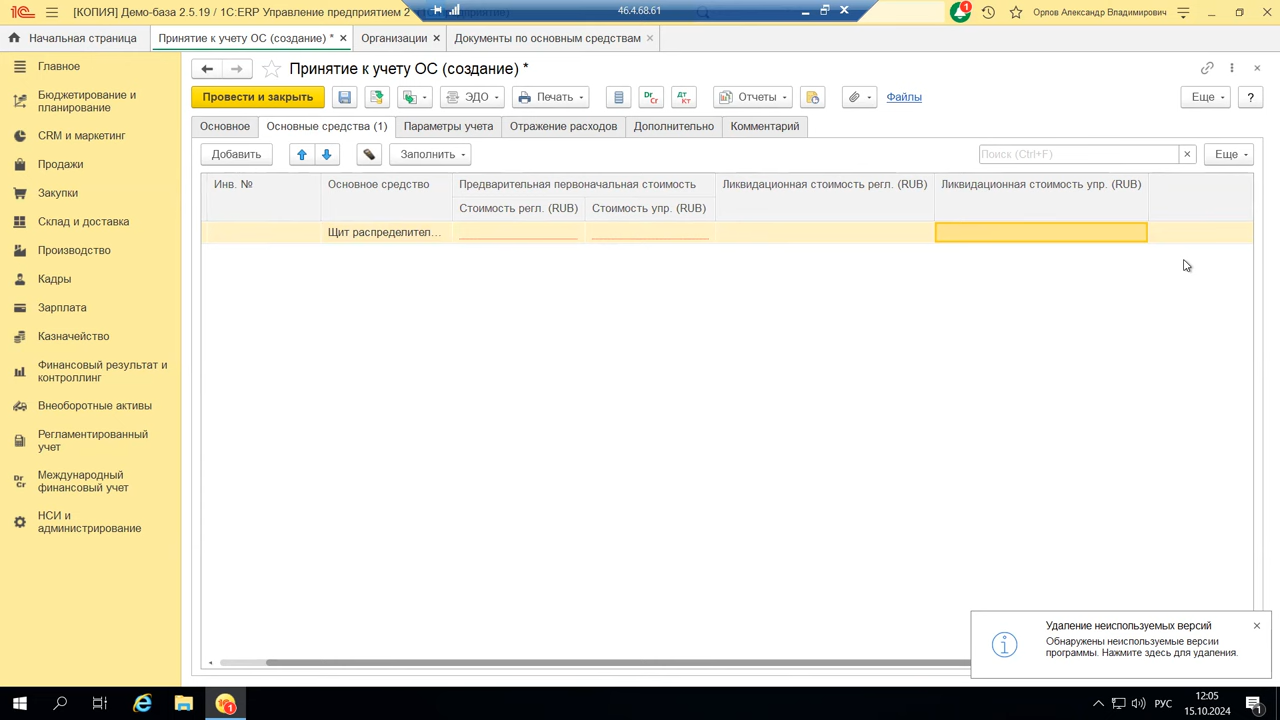 [КОПИЯ] Демо-база 2.5.19 / 1С:ERP Управление предприятием 2
46.4.68.61
1
Орлов Александр Владимирович
Начальная страница
Принятие к учету ОС (создание) *
Организации
Документы по основным средствам
Главное
Бюджетирование и
планирование
CRM и маркетинг
Продажи
Закупки
Склад и доставка
Производство
Кадры
Зарплата
Казначейство
Финансовый результат и
контроллинг
Внеоборотные активы
Регламентированный
учет
Международный
финансовый учет
НСИ и
администрирование
Принятие к учету ОС (создание) *
Провести и закрыть
ЭДО
Печать
Dr
Cr
Дт
Кт
Отчеты
Файлы
Еще
?
Основное
Основные средства (1)
Параметры учета
Отражение расходов
Дополнительно
Комментарий
Добавить
Заполнить
Поиск (Ctrl+F)
Еще
Инв. №
Основное средство
Предварительная первоначальная стоимость
Ликвидационная стоимость регл. (RUB)
Ликвидационная стоимость упр. (RUB)
Стоимость регл. (RUB)
Стоимость упр. (RUB)
Щит распределител...
Удаление неиспользуемых версий
Обнаружены неиспользуемые версии
программы. Нажмите здесь для удаления.
РУС
12:05
15.10.2024
1